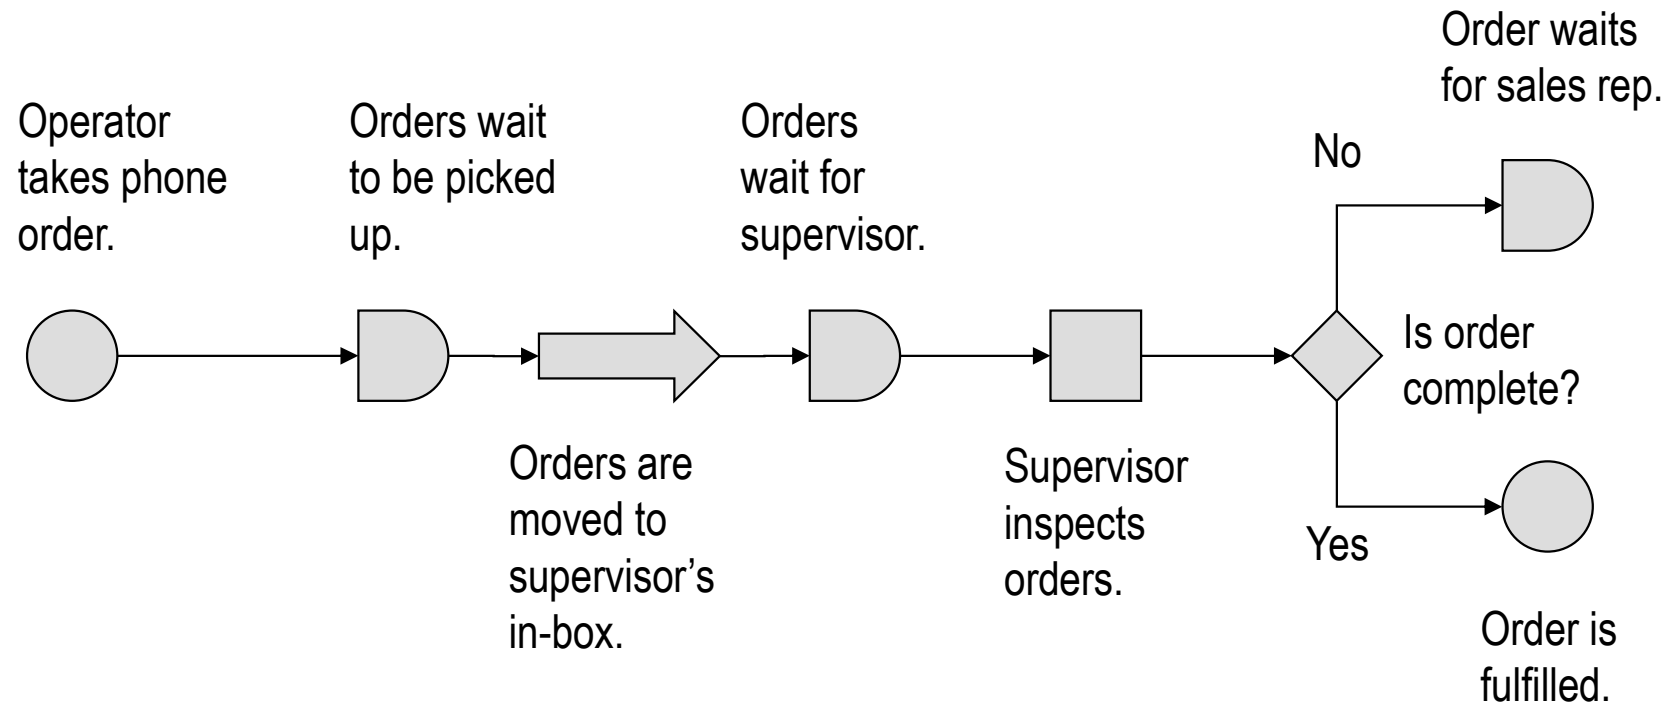 Operator
takes phone
order.
Orders wait
to be picked
up.
Orders are
moved to
supervisor’s
in-box.
Orders
wait for
supervisor.
Supervisor
inspects
orders.
Is order
complete?
No
Order waits
for sales rep.
Yes
Order is
fulfilled.